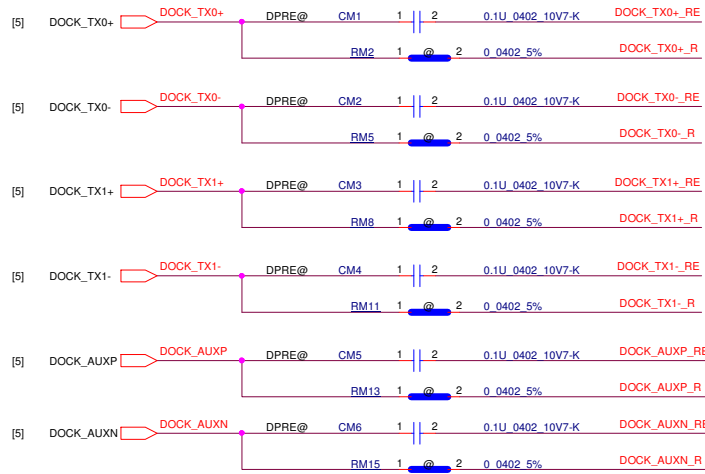 DOCK_TX0+ DOCK_TX0+_RE
[5] DOCK_TX0+ DPRE@ CM1 1 2 0.1U_0402_10V7-K
RM2 1 @ 2 0_0402_5% DOCK_TX0+_R
DOCK_TX0- DOCK_TX0-_RE
[5] DOCK_TX0- DPRE@ CM2 1 2 0.1U_0402_10V7-K
RM5 1 @ 2 0_0402_5% DOCK_TX0-_R
DOCK_TX1+ DOCK_TX1+_RE
[5] DOCK_TX1+ DPRE@ CM3 1 2 0.1U_0402_10V7-K
RM8 1 @ 2 0_0402_5% DOCK_TX1+_R
DOCK_TX1- DOCK_TX1-_RE
[5] DOCK_TX1- DPRE@ CM4 1 2 0.1U_0402_10V7-K
RM11 1 @ 2 0_0402_5% DOCK_TX1-_R
DOCK_AUXP DOCK_AUXP_RE
[5] DOCK_AUXP DPRE@ CM5 1 2 0.1U_0402_10V7-K
RM13 1 @ 2 0_0402_5% DOCK_AUXP_R
DOCK_AUXN DOCK_AUXN_RE
[5] DOCK_AUXN DPRE@ CM6 1 2 0.1U_0402_10V7-K
RM15 1 @ 2 0_0402_5% DOCK_AUXN_R